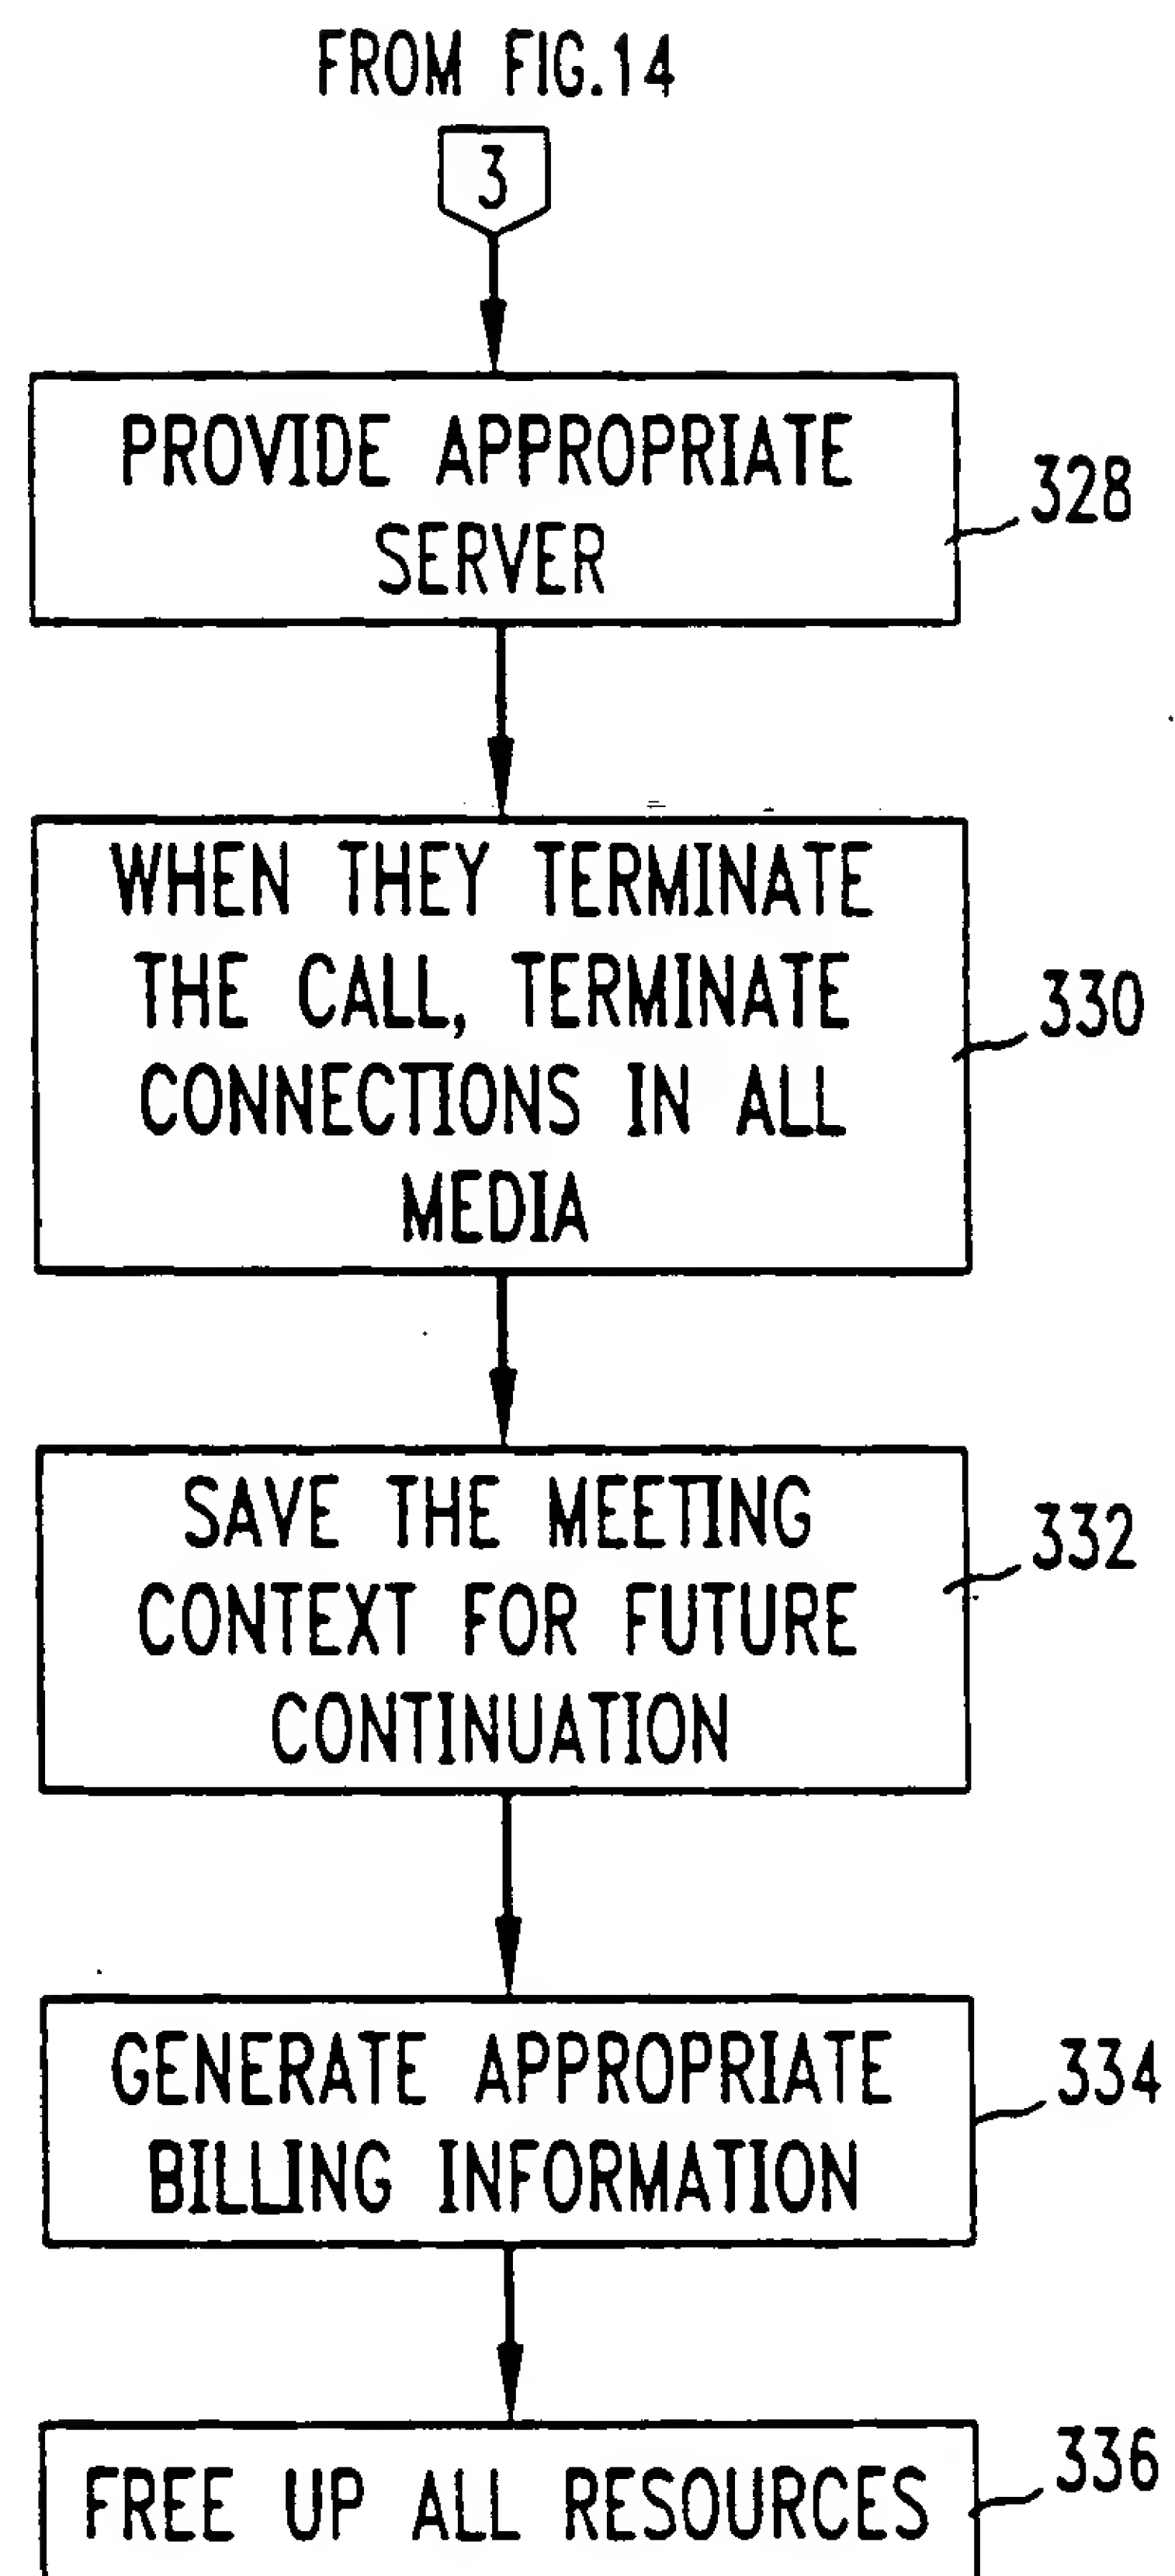 FROM FIG.14
3
PROVIDE APPROPRIATE
SERVER
328
WHEN THEY TERMINATE
THE CALL, TERMINATE
CONNECTIONS IN ALL
MEDIA
330
SAVE THE MEETING
CONTEXT FOR FUTURE
CONTINUATION
332
GENERATE APPROPRIATE
BILLING INFORMATION
334
FREE UP ALL RESOURCES
336